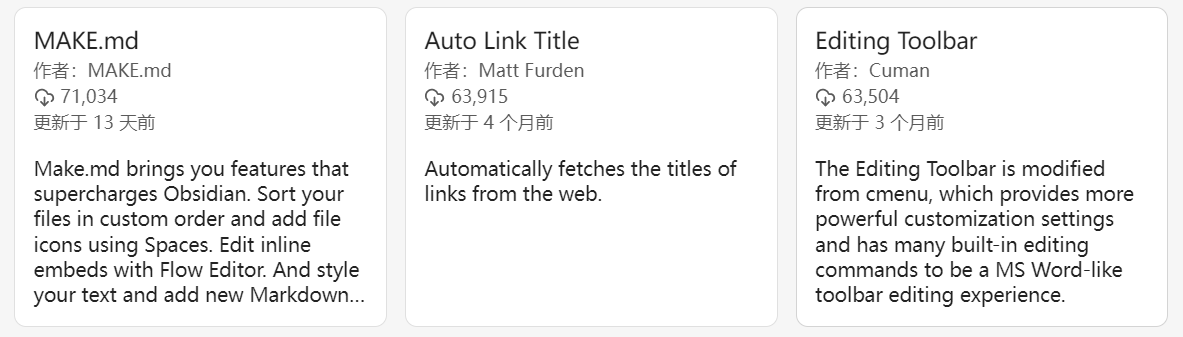 MAKE.md
作者：MAKE.md
71,034
更新于 13 天前
Make.md brings you features that
supercharges Obsidian. Sort your
files in custom order and add file
icons using Spaces. Edit inline
embeds with Flow Editor. And style
your text and add new Markdown...
Auto Link Title
作者：Matt Furden
63,915
更新于 4 个月前
Automatically fetches the titles of
links from the web.
Editing Toolbar
作者：Cuman
63,504
更新于 3 个月前
The Editing Toolbar is modified
from cmenu, which provides more
powerful customization settings
and has many built-in editing
commands to be a MS Word-like
toolbar editing experience.